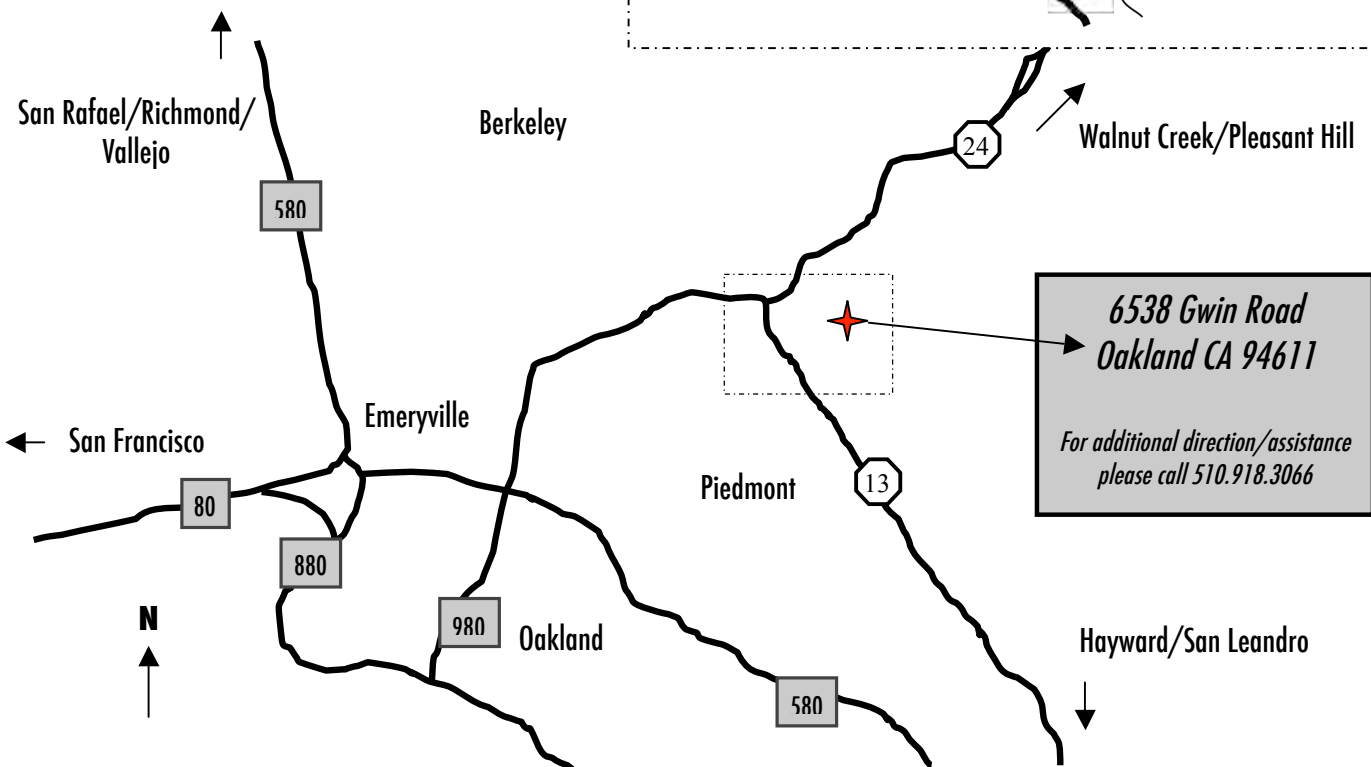 San Rafael/Richmond/
Vallejo
Berkeley
24
Walnut Creek/Pleasant Hill
580
6538 Gwin Road
Oakland CA 94611
For additional direction/assistance
please call 510.918.3066
Emeryville
San Francisco
Piedmont
13
80
880
N
980
Oakland
Hayward/San Leandro
580